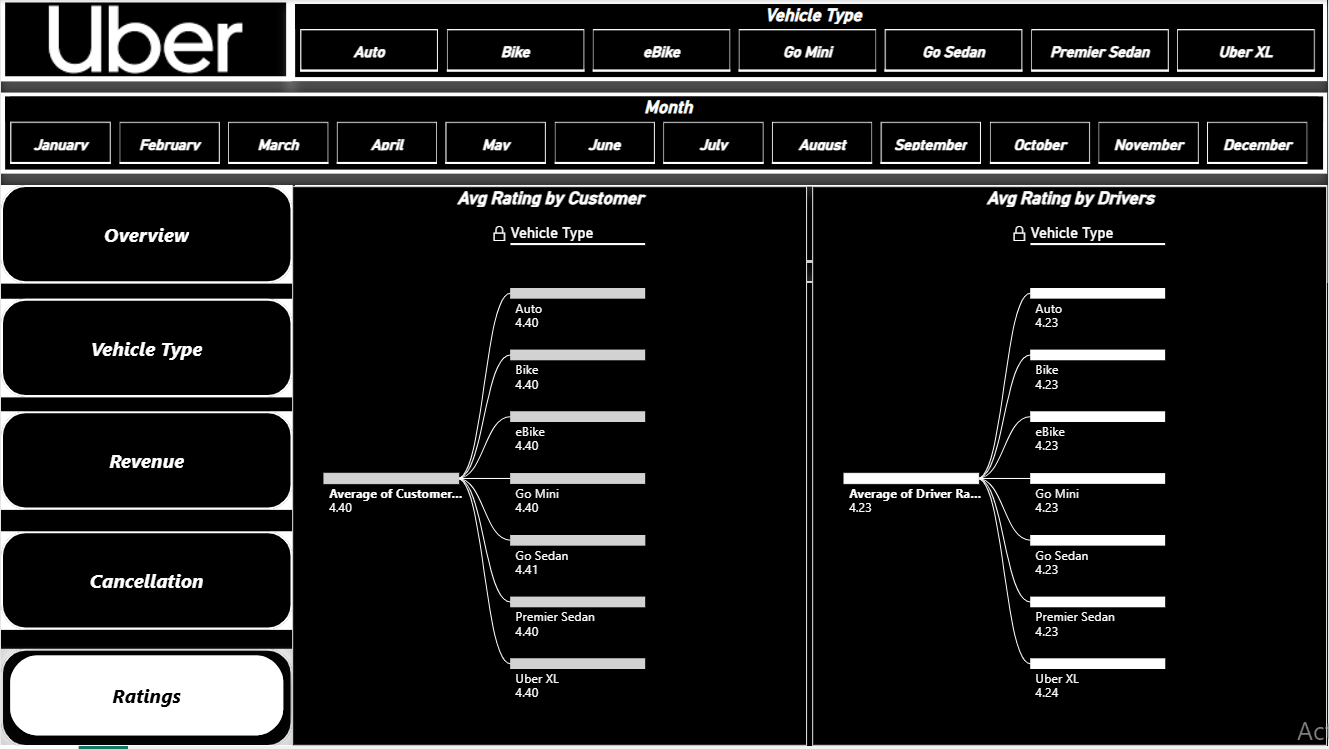 Uber
Vehicle Type
Auto
Bike
eBike
Go Mini
Go Sedan
Premier Sedan
Uber XL
Month
January
February
March
April
May
June
July
August
September
October
November
December
Overview
Vehicle Type
Revenue
Cancellation
Ratings
Avg Rating by Customer
Vehicle Type
Average of Customer...
4.40
Auto
4.40
Bike
4.40
eBike
4.40
Go Mini
4.40
Go Sedan
4.41
Premier Sedan
4.40
Uber XL
4.40
Avg Rating by Drivers
Vehicle Type
Average of Driver Ra...
4.23
Auto
4.23
Bike
4.23
eBike
4.23
Go Mini
4.23
Go Sedan
4.23
Premier Sedan
4.23
Uber XL
4.24